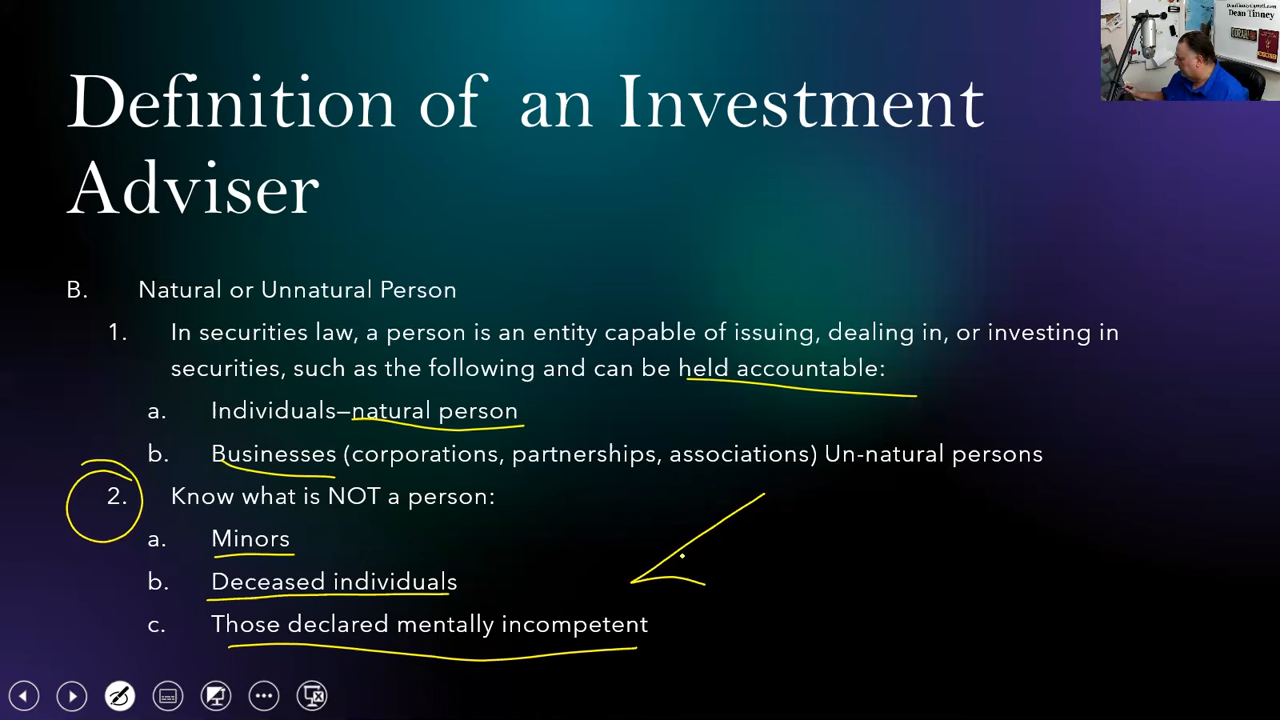 Dean Tinney
Definition of an Investment
Adviser
B. Natural or Unnatural Person
1. In securities law, a person is an entity capable of issuing, dealing in, or investing in
securities, such as the following and can be held accountable:
a. Individuals–natural person
b. Businesses (corporations, partnerships, associations) Un-natural persons
2. Know what is NOT a person:
a. Minors
b. Deceased individuals
c. Those declared mentally incompetent